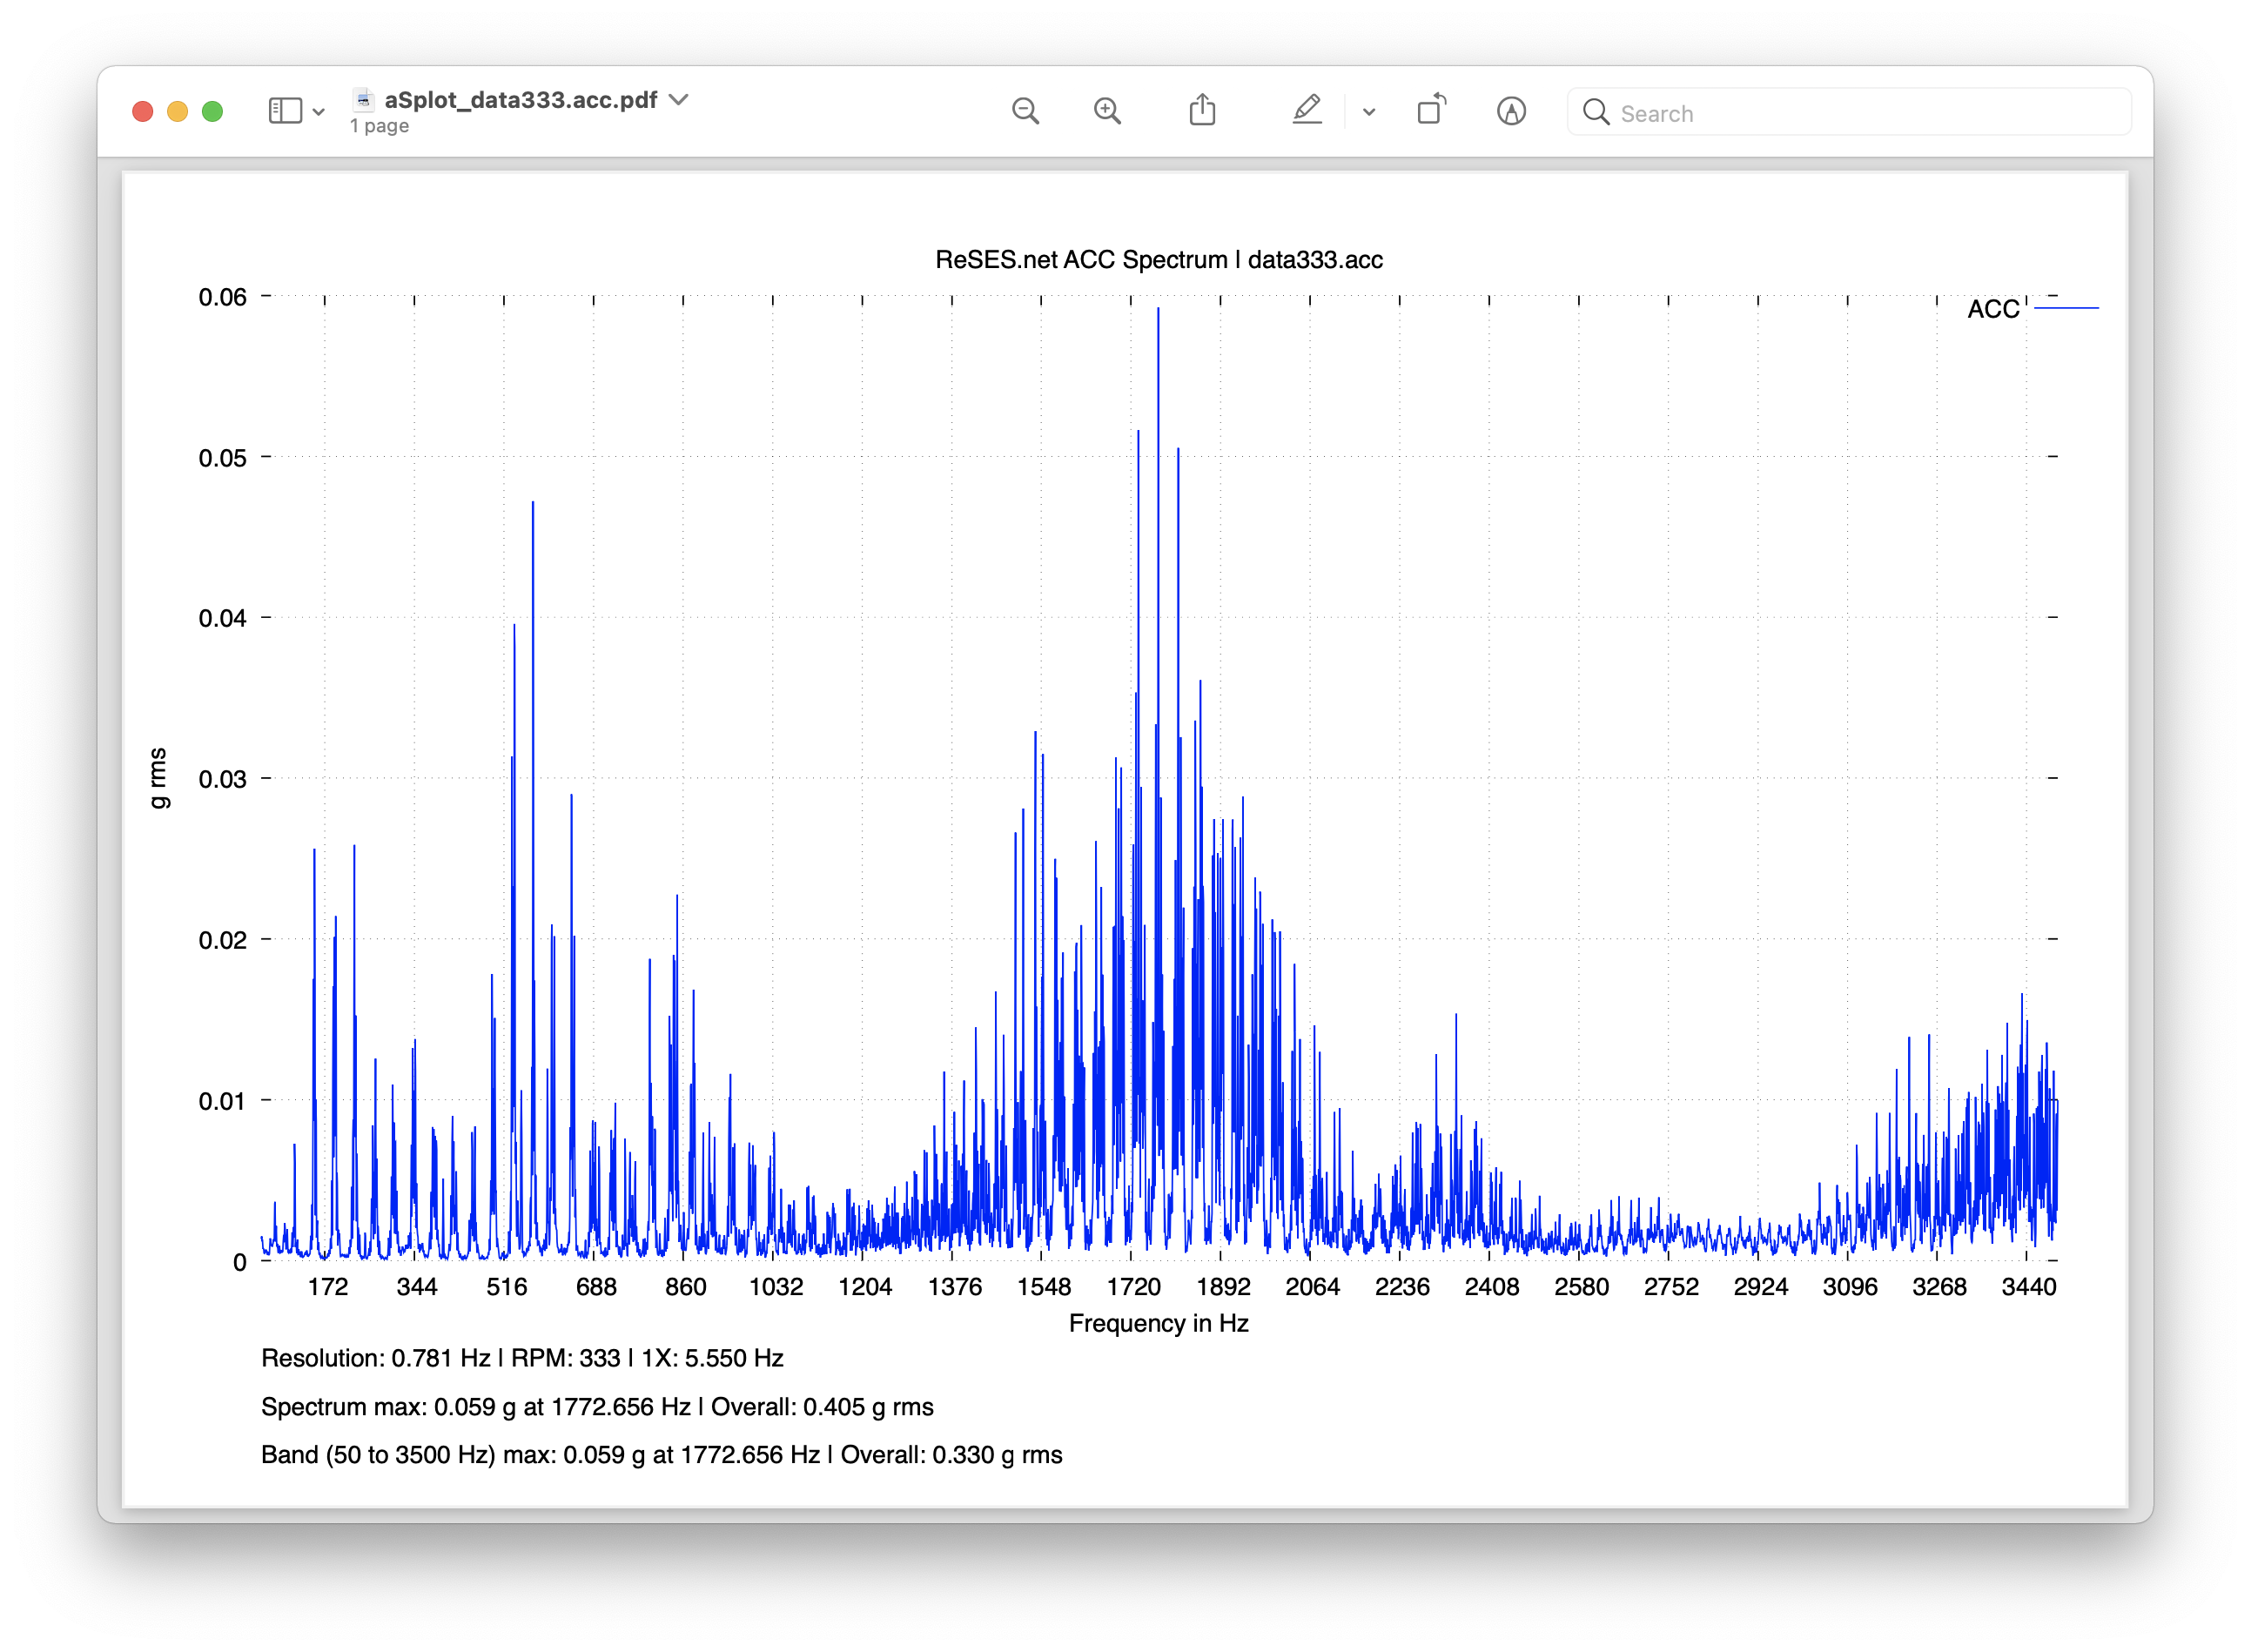 aSplot_data333.acc.pdf
1 page
Search
ReSES.net ACC Spectrum | data333.acc
ACC
0.06
0.05
0.04
0.03
0.02
0.01
0
g rms
172 344 516 688 860 1032 1204 1376 1548 1720 1892 2064 2236 2408 2580 2752 2924 3096 3268 3440
Frequency in Hz
Resolution: 0.781 Hz | RPM: 333 | 1X: 5.550 Hz
Spectrum max: 0.059 g at 1772.656 Hz | Overall: 0.405 g rms
Band (50 to 3500 Hz) max: 0.059 g at 1772.656 Hz | Overall: 0.330 g rms